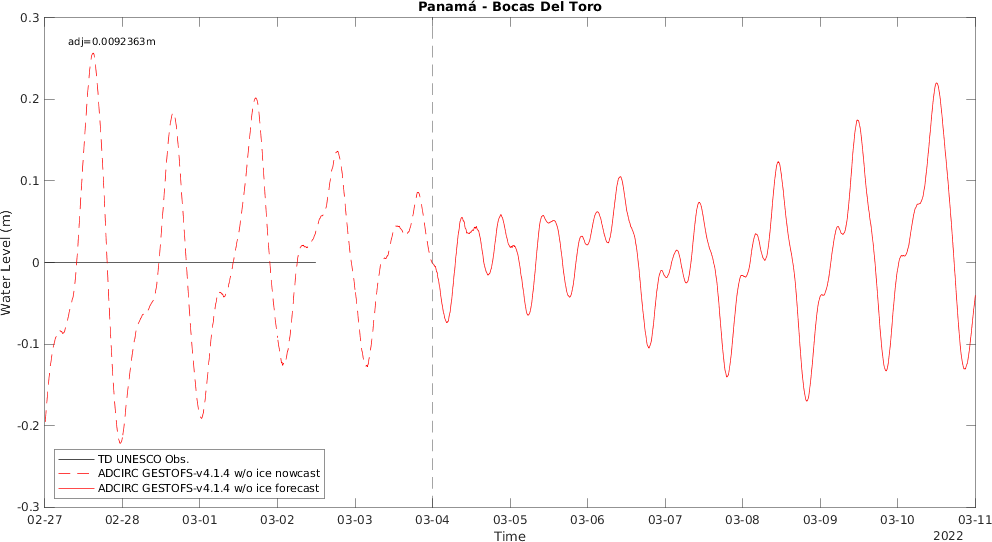 Panamá - Bocas Del Toro
adj=0.0092363m
0.3
0.2
0.1
0
-0.1
-0.2
-0.3
Water Level (m)
TD UNESCO Obs.
ADCIRC GESTOFS-v4.1.4 w/o ice nowcast
ADCIRC GESTOFS-v4.1.4 w/o ice forecast
02-27 02-28 03-01 03-02 03-03 03-04 03-05 03-06 03-07 03-08 03-09 03-10 03-11
Time
2022